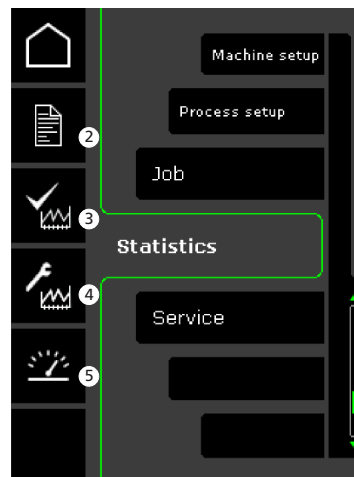 Machine setup
Process setup
2
Job
3
Statistics
4
Service
5